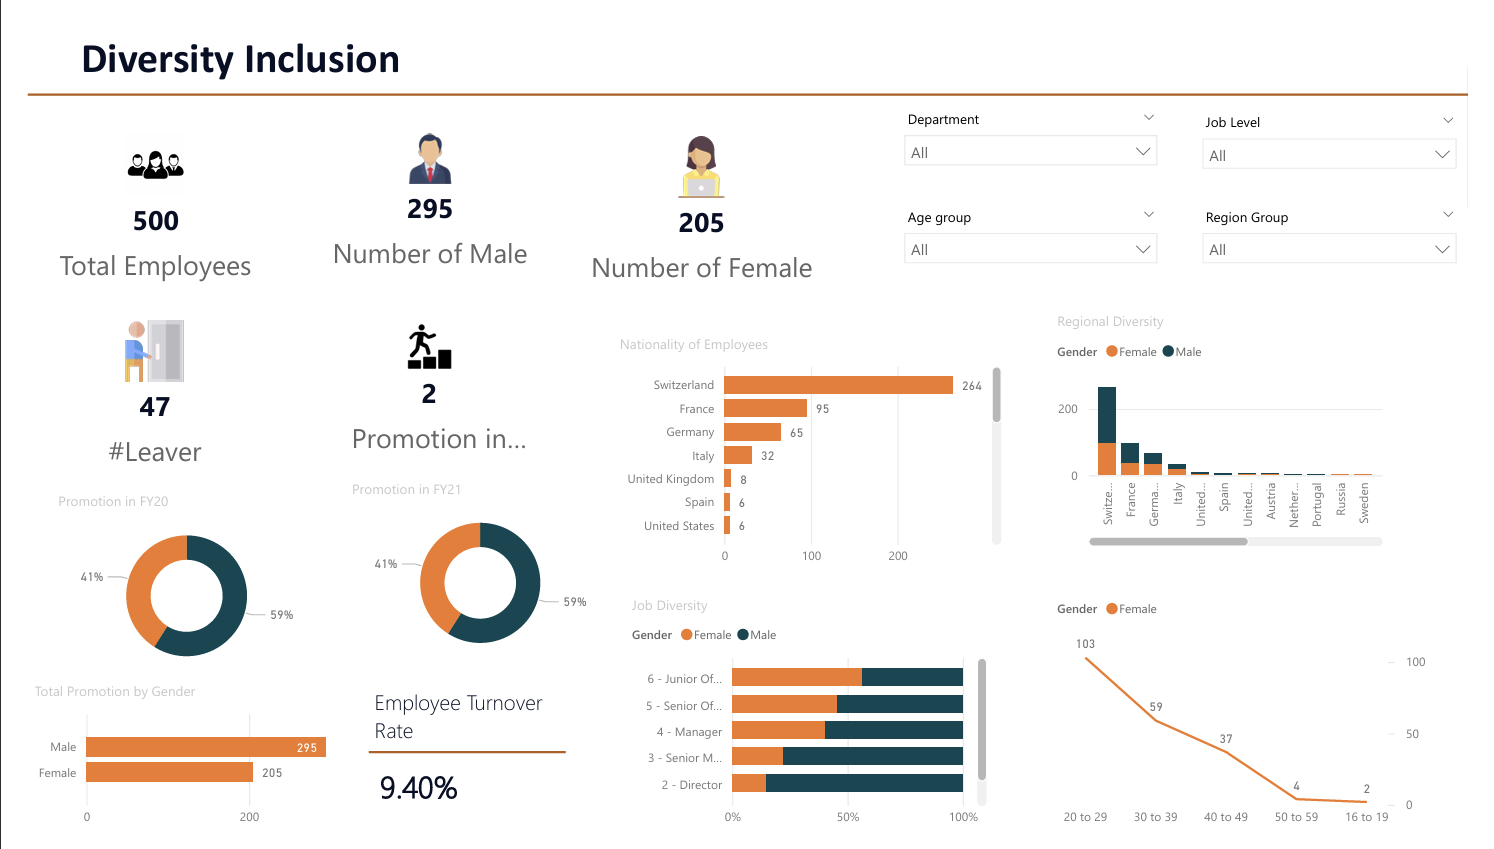 Diversity Inclusion
500
Total Employees
295
Number of Male
205
Number of Female
Department
All
Job Level
All
Age group
All
Region Group
All
47
#Leaver
2
Promotion in...
Promotion in FY20
41%
59%
Promotion in FY21
41%
59%
Nationality of Employees
Switzerland 264
France 95
Germany 65
Italy 32
United Kingdom 8
Spain 6
United States 6
0 100 200
Regional Diversity
Gender Female Male
200
0
Switze...
France
Germa...
Italy
United...
Spain
United...
Austria
Nether...
Portugal
Russia
Sweden
Total Promotion by Gender
Male 295
Female 205
0 200
Employee Turnover
Rate
9.40%
Job Diversity
Gender Female Male
6 - Junior Of...
5 - Senior Of...
4 - Manager
3 - Senior M...
2 - Director
0% 50% 100%
Gender Female
103
59
37
4
2
100
50
0
20 to 29 30 to 39 40 to 49 50 to 59 16 to 19